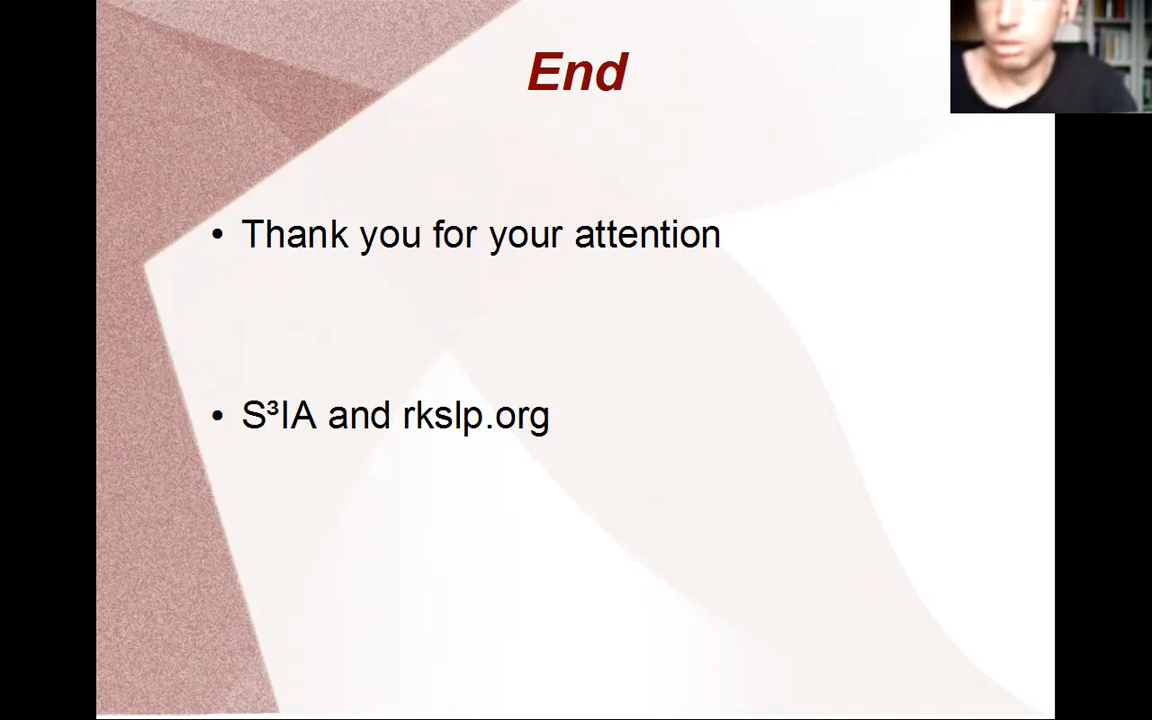 End
• Thank you for your attention
• S³IA and rkslp.org